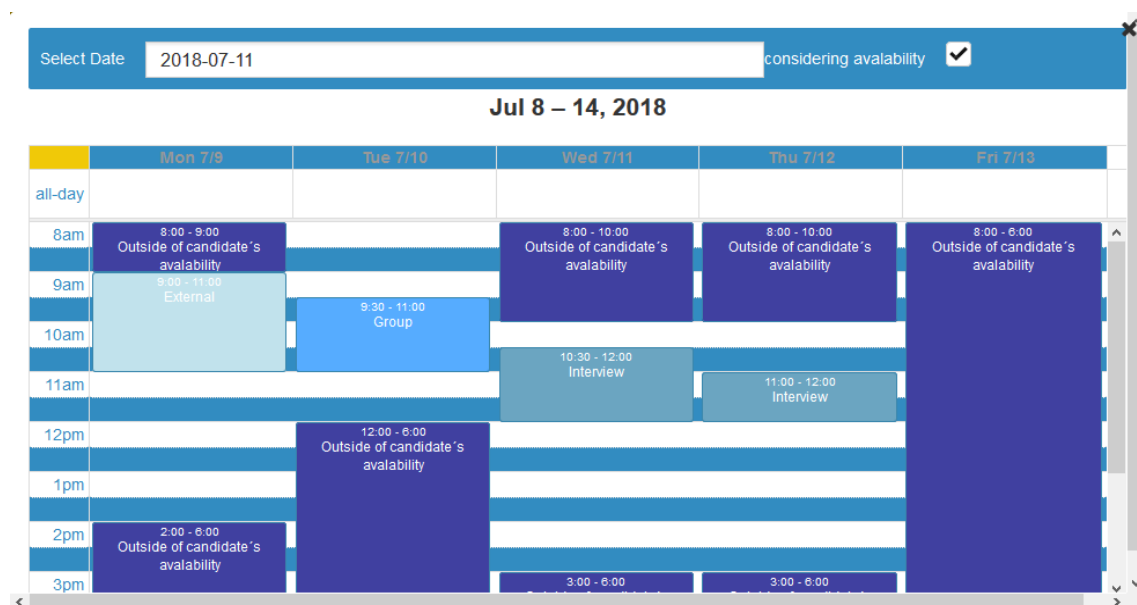 Select Date 2018-07-11 considering avalability
Jul 8 – 14, 2018
Mon 7/9 Tue 7/10 Wed 7/11 Thu 7/12 Fri 7/13
all-day
8am
9am
10am
11am
12pm
1pm
2pm
3pm
8:00 - 9:00
Outside of candidate´s
avalability
9:00 - 11:00
External
2:00 - 6:00
Outside of candidate´s
avalability
9:30 - 11:00
Group
12:00 - 6:00
Outside of candidate´s
avalability
8:00 - 10:00
Outside of candidate´s
avalability
10:30 - 12:00
Interview
3:00 - 6:00
8:00 - 10:00
Outside of candidate´s
avalability
11:00 - 12:00
Interview
3:00 - 6:00
8:00 - 6:00
Outside of candidate´s
avalability